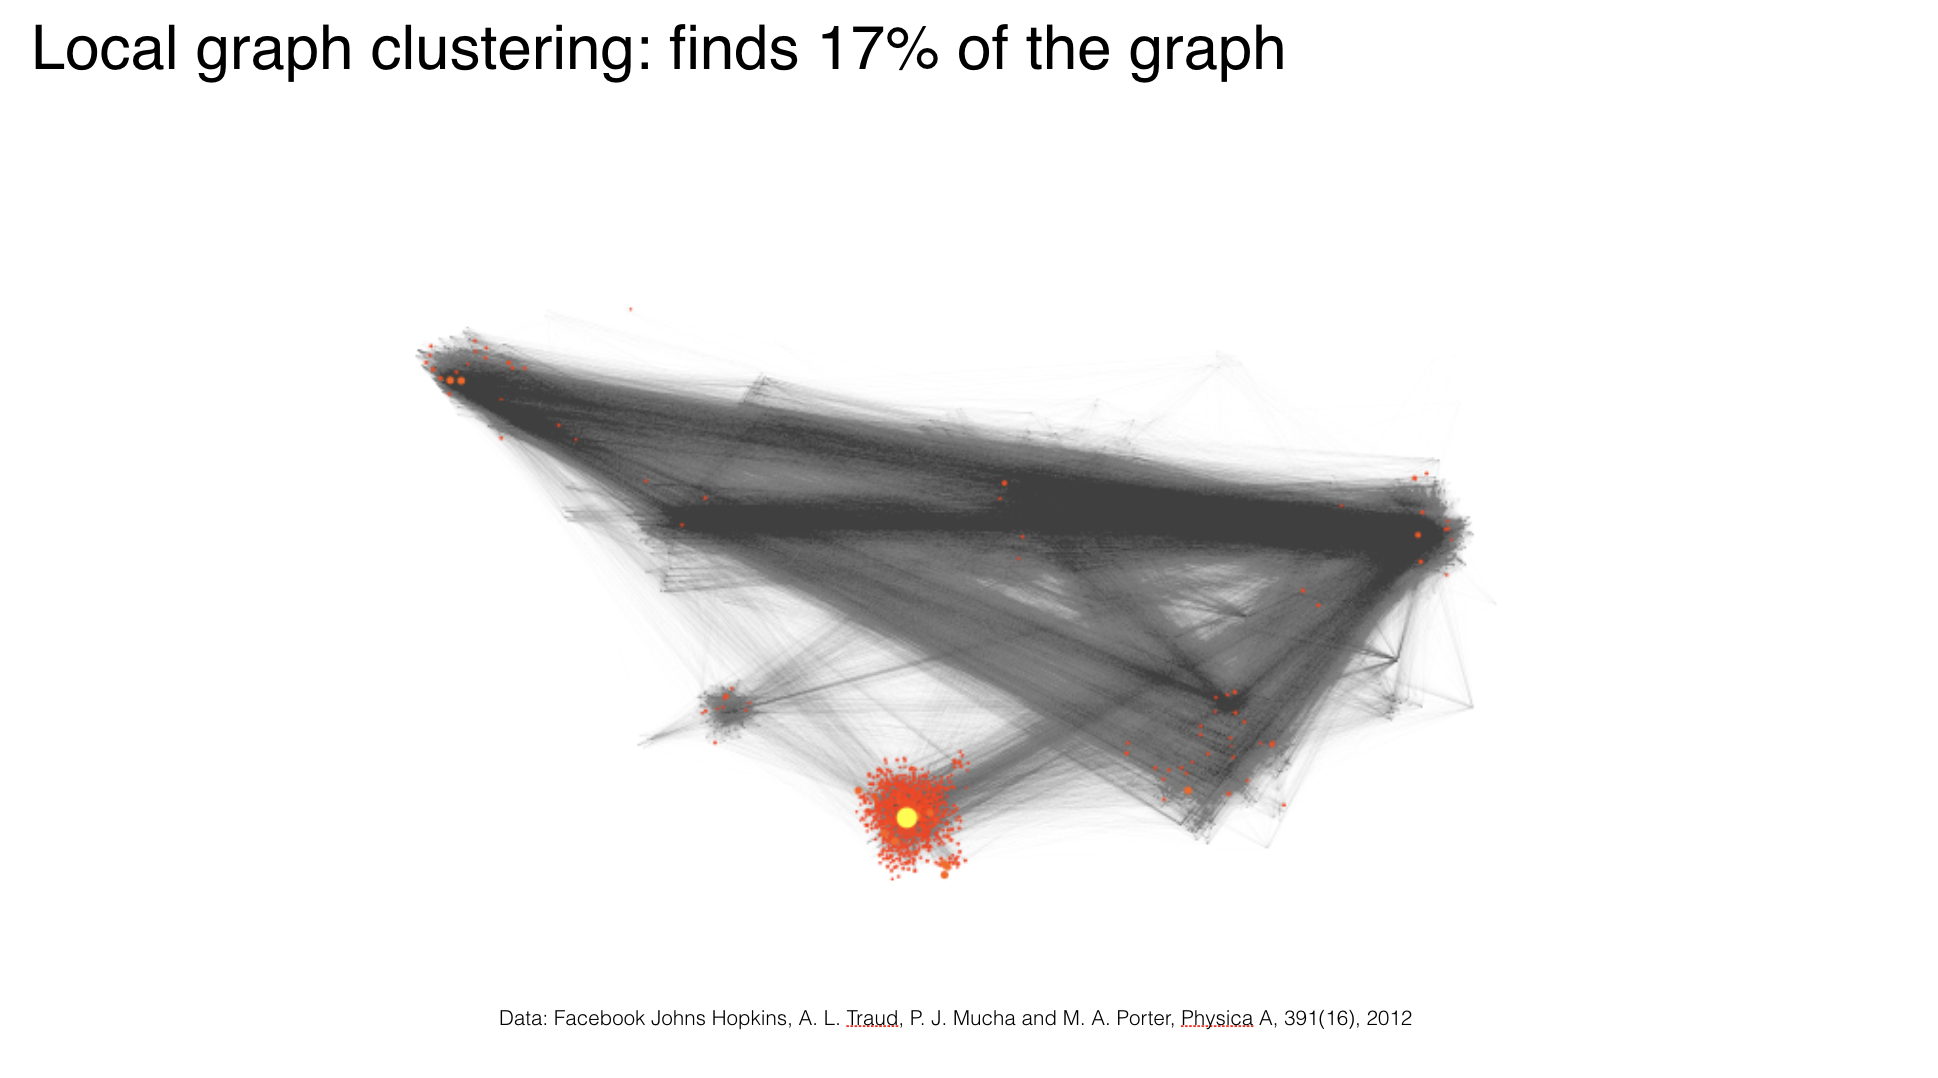 Local graph clustering: finds 17% of the graph
Data: Facebook Johns Hopkins, A. L. Traud, P. J. Mucha and M. A. Porter, Physica A, 391(16), 2012